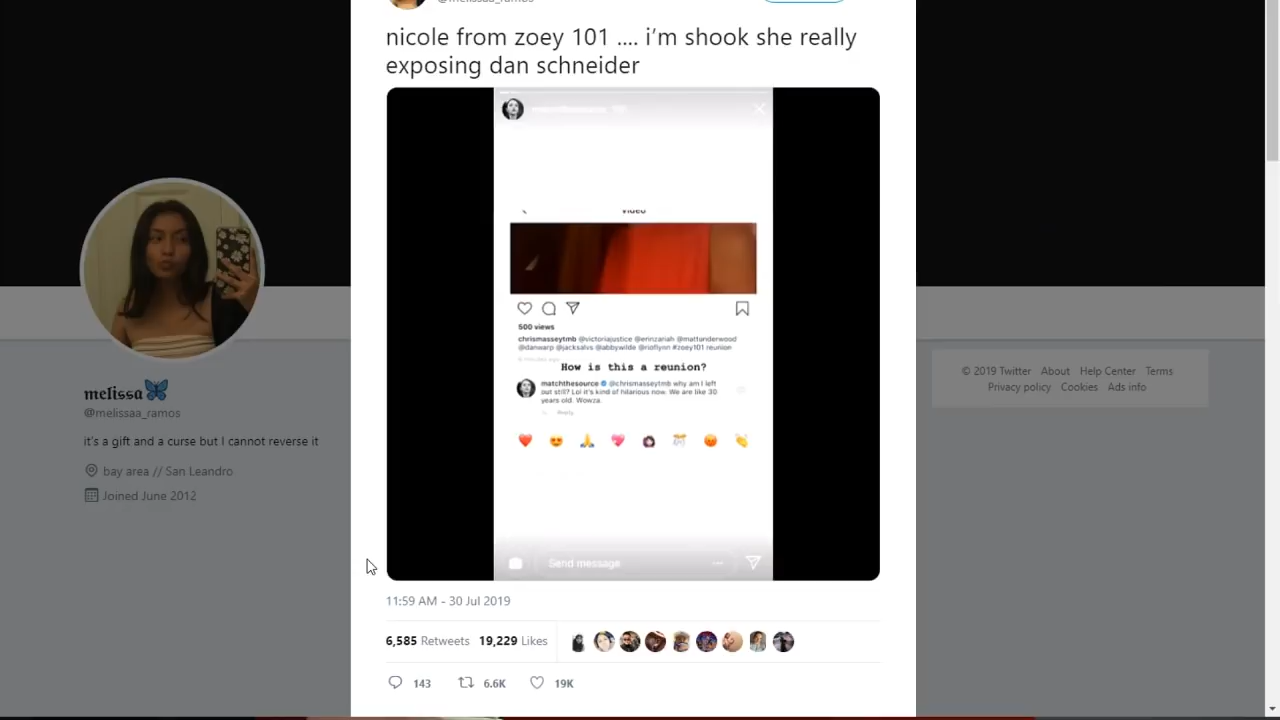 @melissaa_ramos
nicole from zoey 101 .... i'm shook she really
exposing dan schneider
Video
500 views
chrismasseytmb @victoriajustice @erinzariah @mattunderwood
@danwarp @jacksalvs @abbywilde #zoey101 reunion
How is this a reunion?
matchthesource @chrismasseytmb why am I left
out still? Lol it's kind of hilarious now. We are like 30
years old. Wowza.
Reply
Send message
11:59 AM - 30 Jul 2019
6,585 Retweets 19,229 Likes
143 6.6K 19K
melissa🦋
@melissaa_ramos
it's a gift and a curse but I cannot reverse it
bay area // San Leandro
Joined June 2012
© 2019 Twitter About Help Center Terms
Privacy policy Cookies Ads info